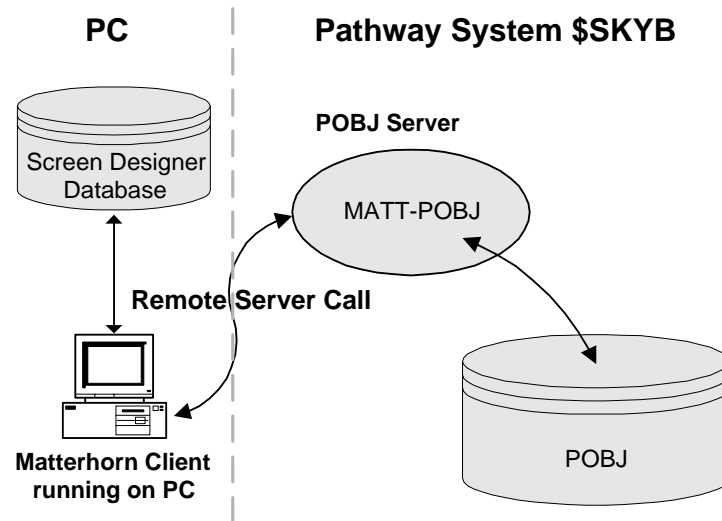 PC
Pathway System $SKYB
POBJ Server
Screen Designer
Database
MATT-POBJ
Remote Server Call
POBJ
Matterhorn Client
running on PC